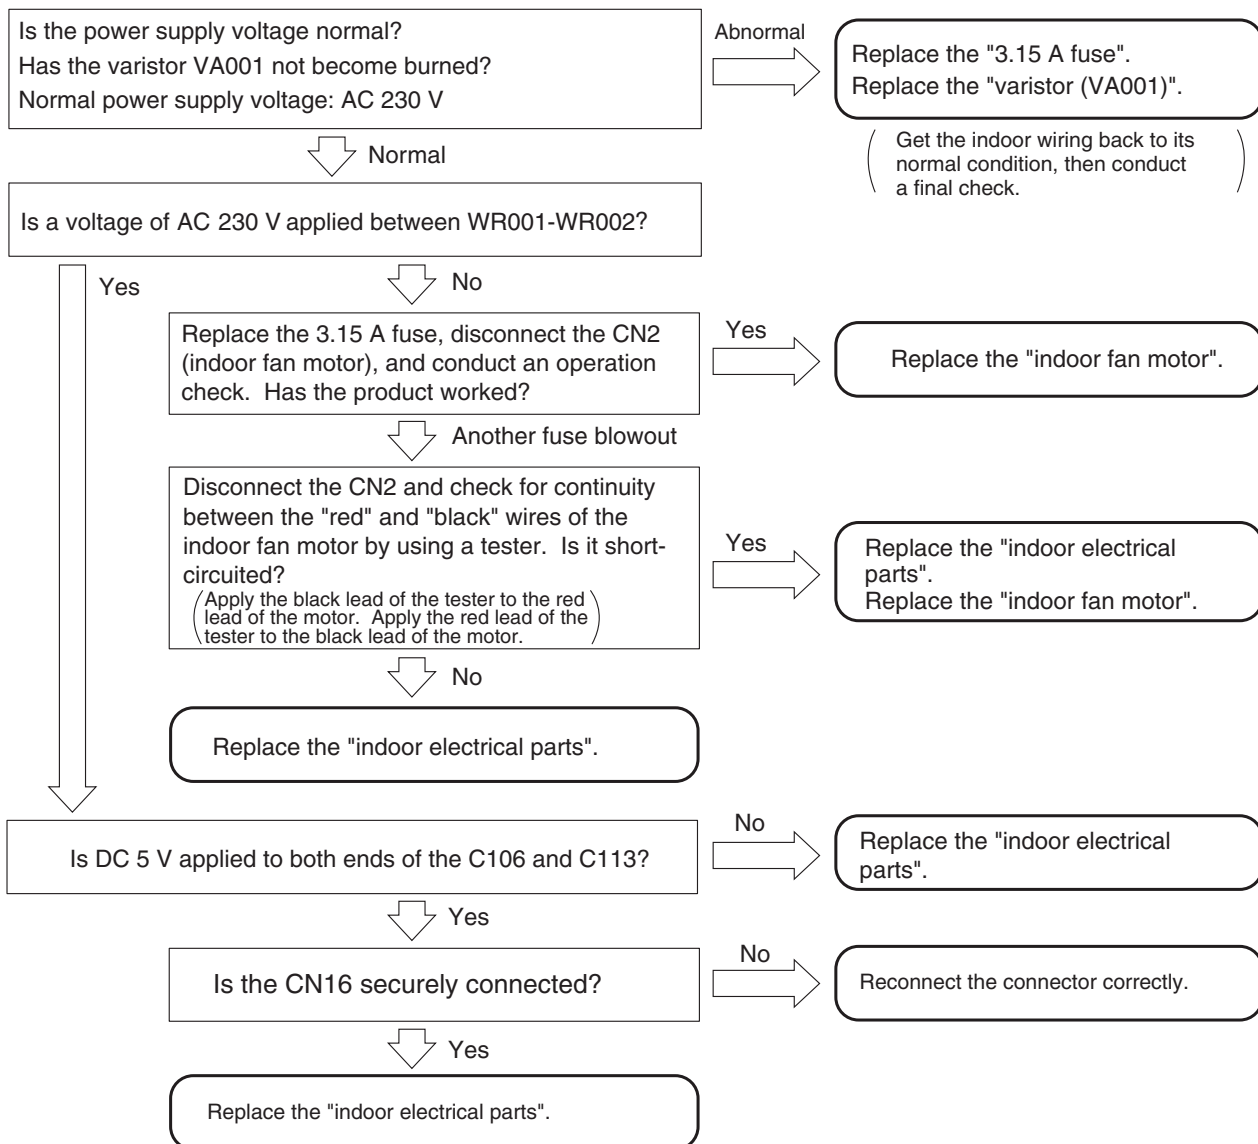 Is the power supply voltage normal?
Has the varistor VA001 not become burned?
Normal power supply voltage: AC 230 V
Abnormal
Replace the "3.15 A fuse".
Replace the "varistor (VA001)".
Get the indoor wiring back to its
normal condition, then conduct
a final check.
Normal
Is a voltage of AC 230 V applied between WR001-WR002?
Yes
No
Replace the 3.15 A fuse, disconnect the CN2
(indoor fan motor), and conduct an operation
check. Has the product worked?
Yes
Replace the "indoor fan motor".
Another fuse blowout
Disconnect the CN2 and check for continuity
between the "red" and "black" wires of the
indoor fan motor by using a tester. Is it short-
circuited?
(Apply the black lead of the tester to the red
lead of the motor. Apply the red lead of the
tester to the black lead of the motor.)
Yes
Replace the "indoor electrical
parts".
Replace the "indoor fan motor".
No
Replace the "indoor electrical parts".
Is DC 5 V applied to both ends of the C106 and C113?
No
Replace the "indoor electrical
parts".
Yes
Is the CN16 securely connected?
No
Reconnect the connector correctly.
Yes
Replace the "indoor electrical parts".